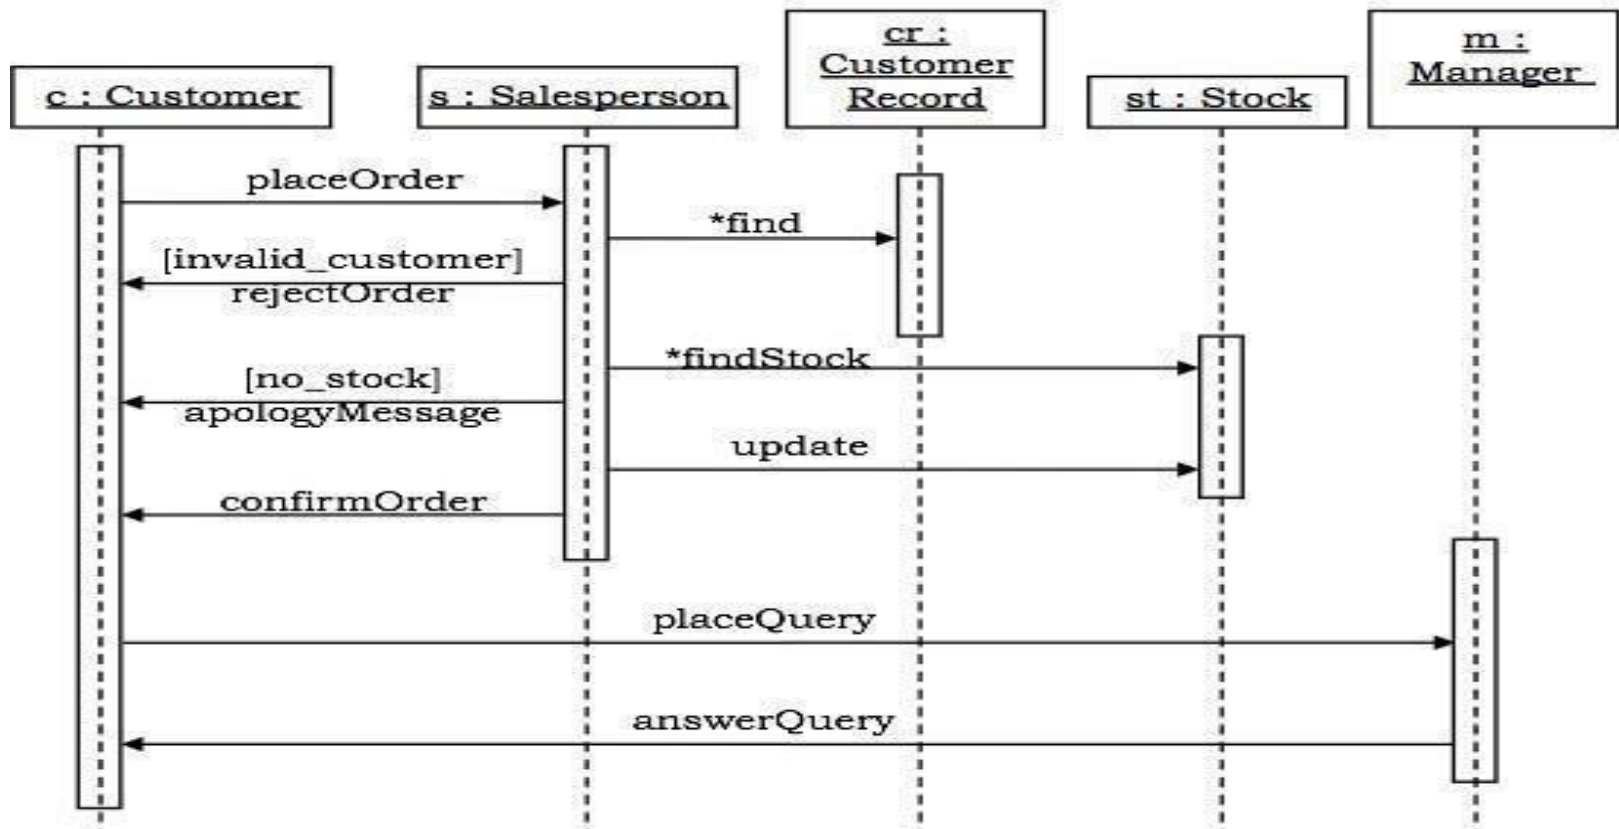 c : Customer
s : Salesperson
cr :
Customer
Record
st : Stock
m :
Manager
placeOrder
*find
[invalid_customer]
rejectOrder
*findStock
[no_stock]
apologyMessage
update
confirmOrder
placeQuery
answerQuery